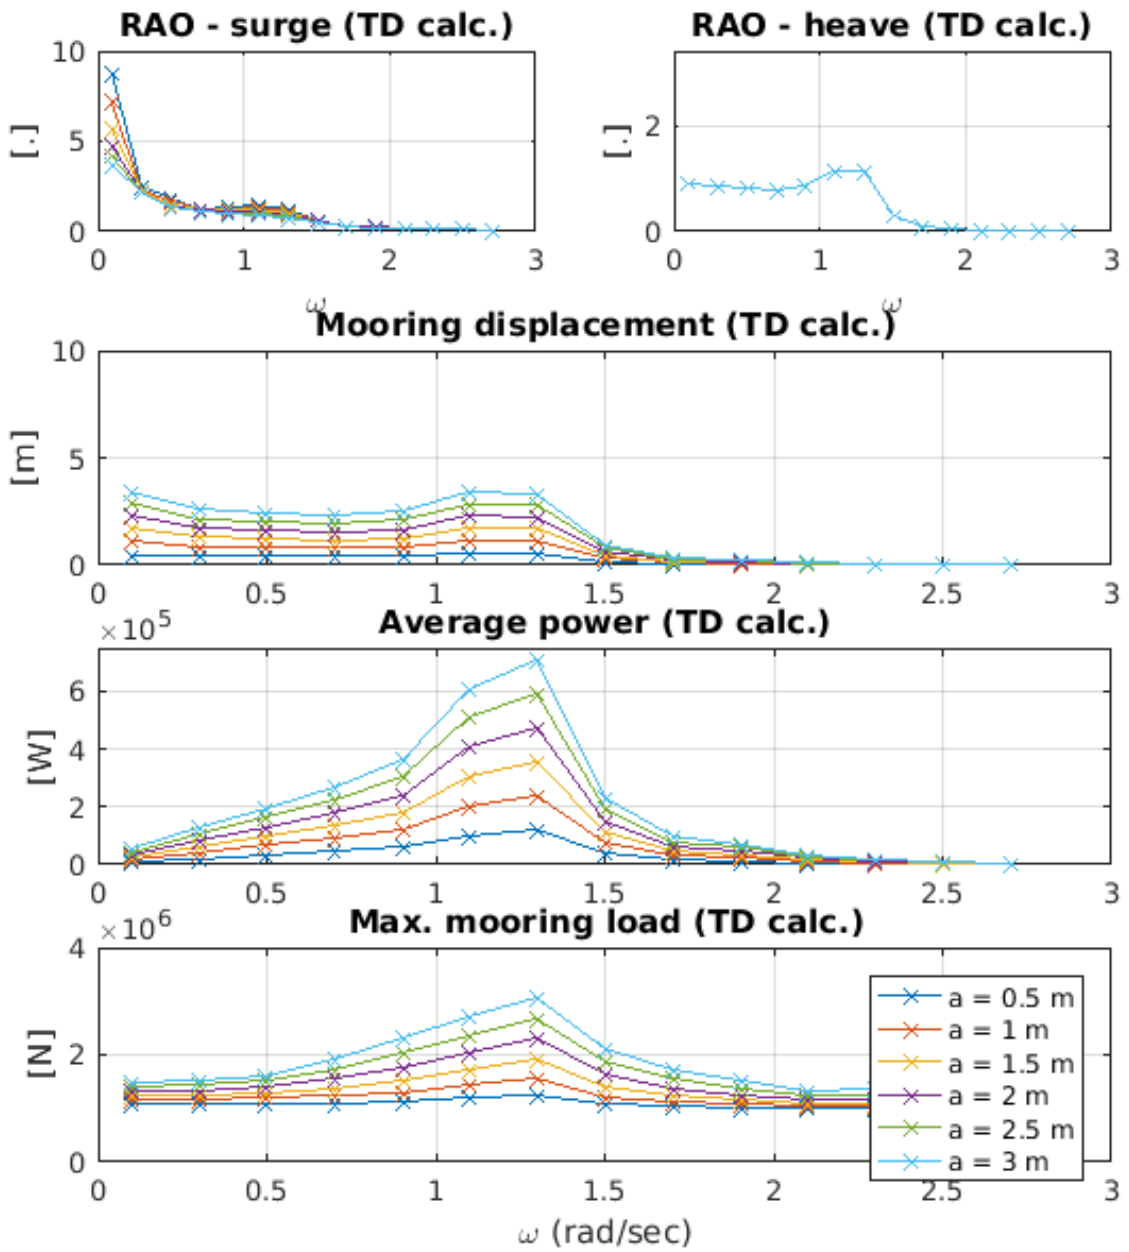 RAO - surge (TD calc.)
RAO - heave (TD calc.)
[.]
10
5
0
0 1 2 3
ω
[.]
2
0
0 1 2 3
ω
Mooring displacement (TD calc.)
[m]
10
5
0
0 0.5 1 1.5 2 2.5 3
×10^5
Average power (TD calc.)
[W]
6
4
2
0
0 0.5 1 1.5 2 2.5 3
×10^6
Max. mooring load (TD calc.)
[N]
4
2
0
a = 0.5 m
a = 1 m
a = 1.5 m
a = 2 m
a = 2.5 m
a = 3 m
0 0.5 1 1.5 2 2.5 3
ω (rad/sec)